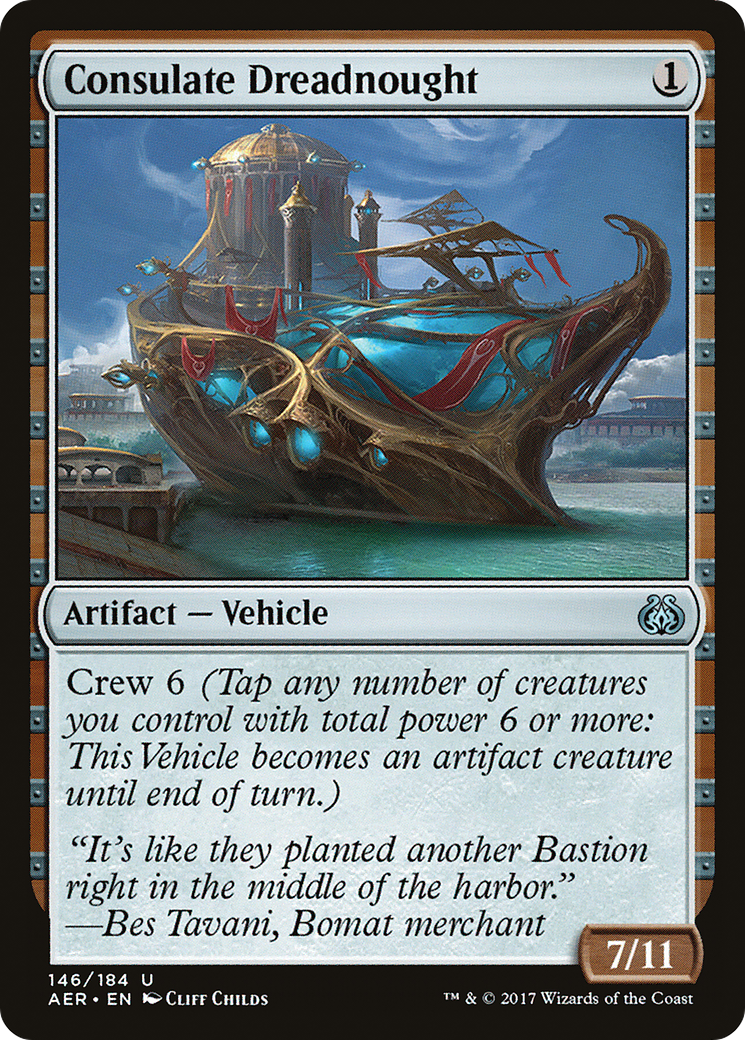 Consulate Dreadnought 1
Artifact — Vehicle
Crew 6 (Tap any number of creatures
you control with total power 6 or more:
This Vehicle becomes an artifact creature
until end of turn.)
“It’s like they planted another Bastion
right in the middle of the harbor.”
—Bes Tavani, Bomat merchant
7/11
146/184 U
AER • EN Cliff Childs
™ & © 2017 Wizards of the Coast